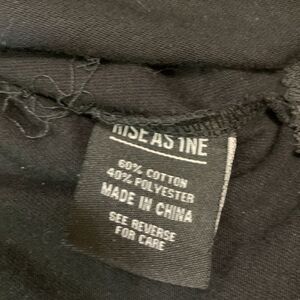 RISE AS 1NE
60% COTTON
40% POLYESTER
MADE IN CHINA
SEE REVERSE
FOR CARE